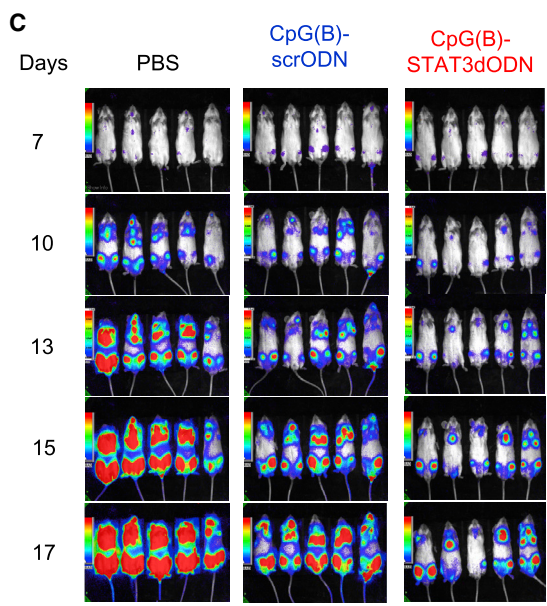 C
Days
PBS
CpG(B)-
scrODN
CpG(B)-
STAT3dODN
7
10
13
15
17